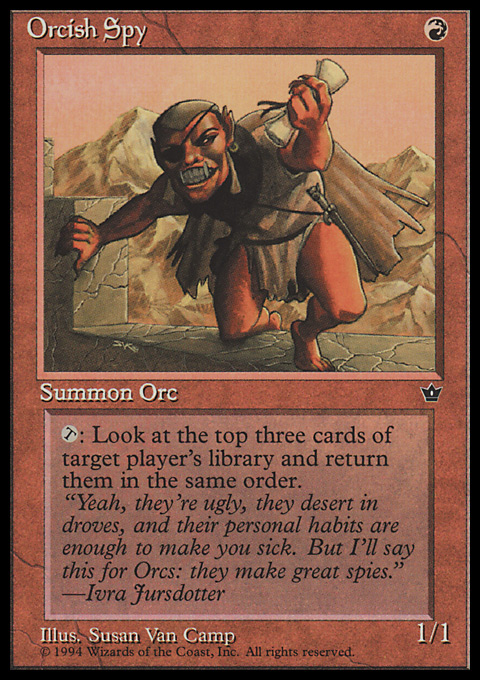 Orcish Spy
Summon Orc
T: Look at the top three cards of
target player's library and return
them in the same order.
"Yeah, they're ugly, they desert in
droves, and their personal habits are
enough to make you sick. But I'll say
this for Orcs: they make great spies."
—Ivra Jursdotter
Illus. Susan Van Camp
1/1
© 1994 Wizards of the Coast, Inc. All rights reserved.